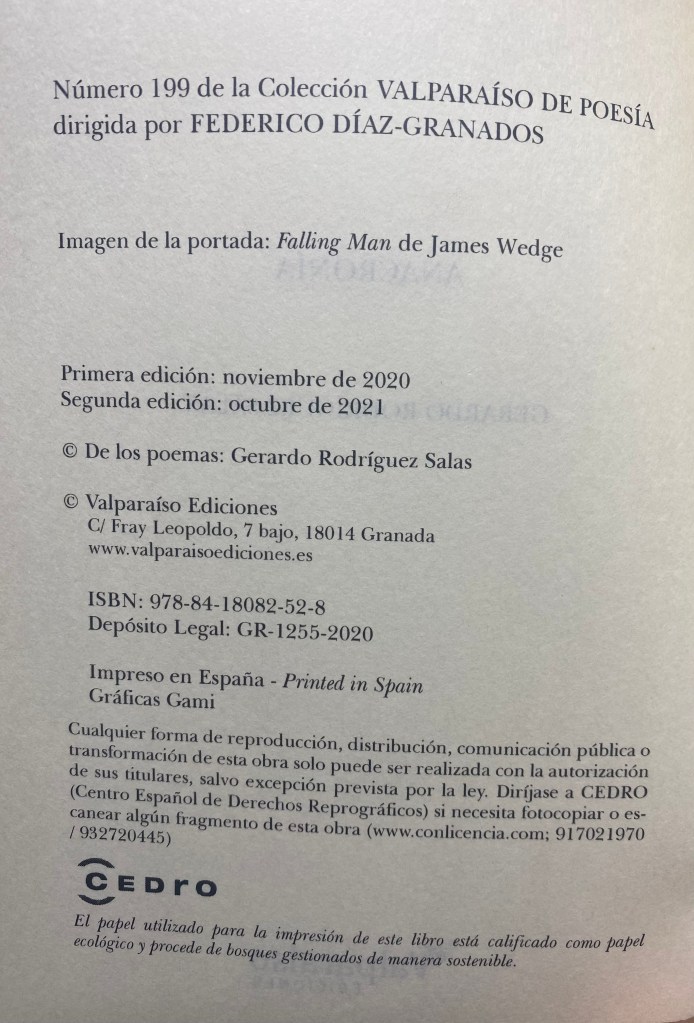 Número 199 de la Colección VALPARAÍSO DE POESÍA
dirigida por FEDERICO DÍAZ-GRANADOS
Imagen de la portada: Falling Man de James Wedge
ANACRONÍA
Primera edición: noviembre de 2020
Segunda edición: octubre de 2021
GERARDO
© De los poemas: Gerardo Rodríguez Salas
© Valparaíso Ediciones
C/ Fray Leopoldo, 7 bajo, 18014 Granada
www.valparaisoediciones.es
ISBN: 978-84-18082-52-8
Depósito Legal: GR-1255-2020
Impreso en España - Printed in Spain
Gráficas Gami
Cualquier forma de reproducción, distribución, comunicación pública o
transformación de esta obra solo puede ser realizada con la autorización
de sus titulares, salvo excepción prevista por la ley. Diríjase a CEDRO
(Centro Español de Derechos Reprográficos) si necesita fotocopiar o es-
canear algún fragmento de esta obra (www.conlicencia.com; 917021970
/ 932720445)
CEDrO
El papel utilizado para la impresión de este libro está calificado como papel
ecológico y procede de bosques gestionados de manera sostenible.